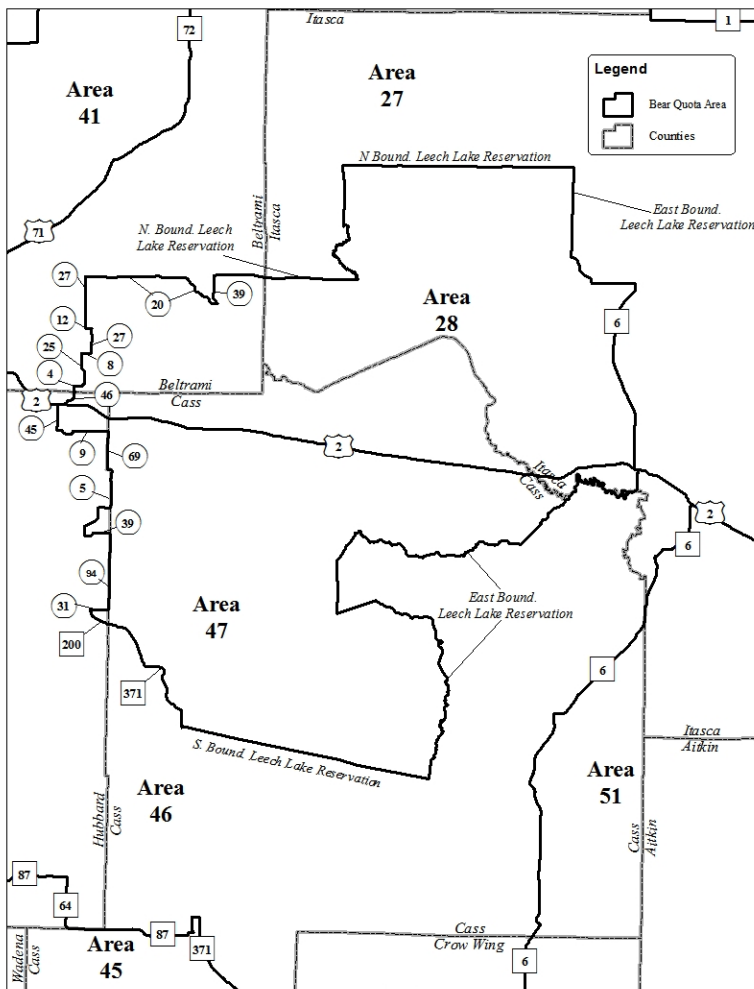 Itasca
1
72
Area
27
Legend
Bear Quota Area
Counties
Area
41
N Bound. Leech Lake Reservation
East Bound.
Leech Lake Reservation
71
N. Bound. Leech
Lake Reservation
Beltrami
Itasca
27
20
39
Area
28
12
27
6
25
8
4
46
Beltrami
Cass
2
45
9
69
2
Itasca
Cass
5
2
39
6
94
31
Area
47
East Bound.
Leech Lake Reservation
200
371
6
S. Bound. Leech Lake Reservation
Itasca
Aitkin
Area
46
Area
51
Hubbard
Cass
Cass
Aitkin
87
64
87
371
Cass
Crow Wing
Area
45
Wadena
Cass
6